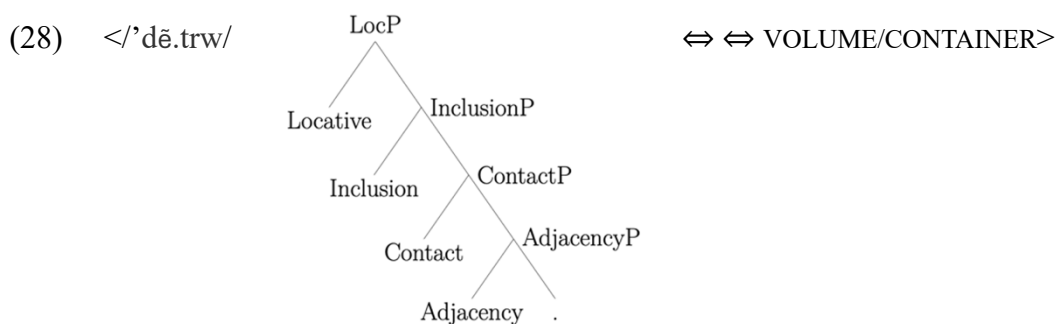 LocP
(28) </’dẽ.trw/ ⇔ ⇔ VOLUME/CONTAINER>
Locative InclusionP
Inclusion ContactP
Contact AdjacencyP
Adjacency .